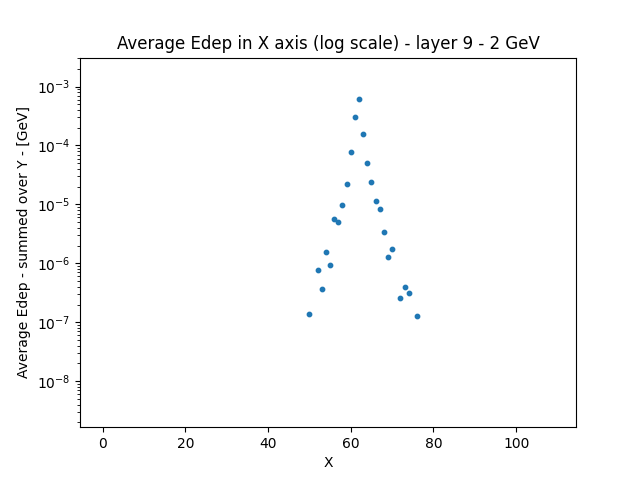 Average Edep in X axis (log scale) - layer 9 - 2 GeV
Average Edep - summed over Y - [GeV]
10⁻³
10⁻⁴
10⁻⁵
10⁻⁶
10⁻⁷
10⁻⁸
0 20 40 60 80 100
X